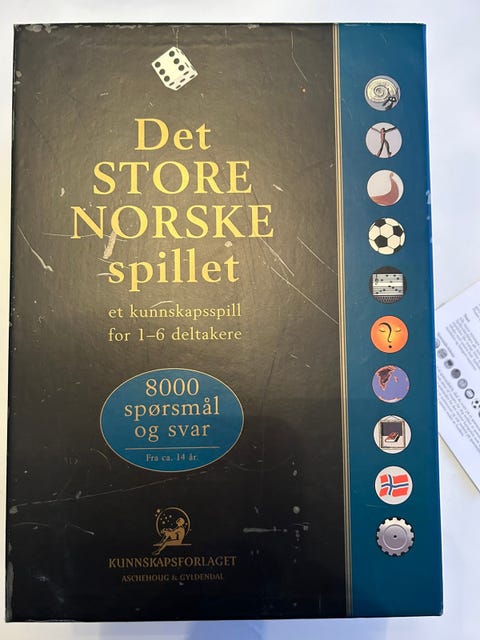 Det
STORE
NORSKE
spillet
et kunnskapsspill
for 1–6 deltakere
8000
spørsmål
og svar
Fra ca. 14 år.
KUNNSKAPSFORLAGET
ASCHEHOUG & GYLDENDAL